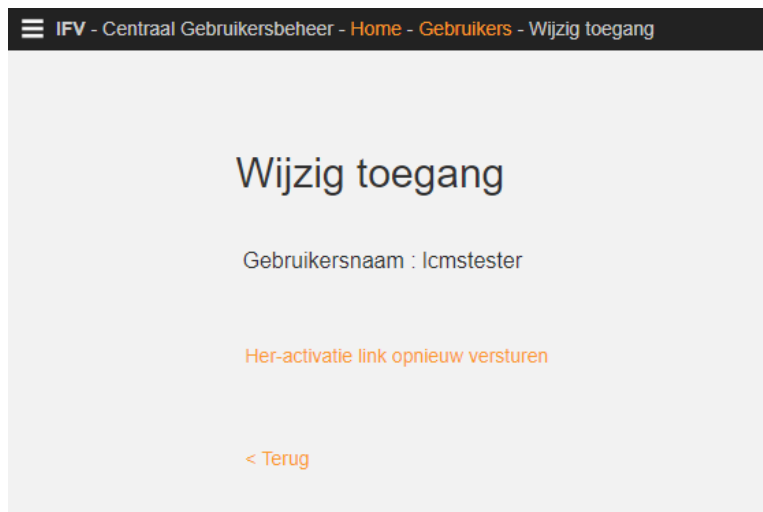 IFV - Centraal Gebruikersbeheer - Home - Gebruikers - Wijzig toegang
Wijzig toegang
Gebruikersnaam : lcmstester
Her-activatie link opnieuw versturen
< Terug